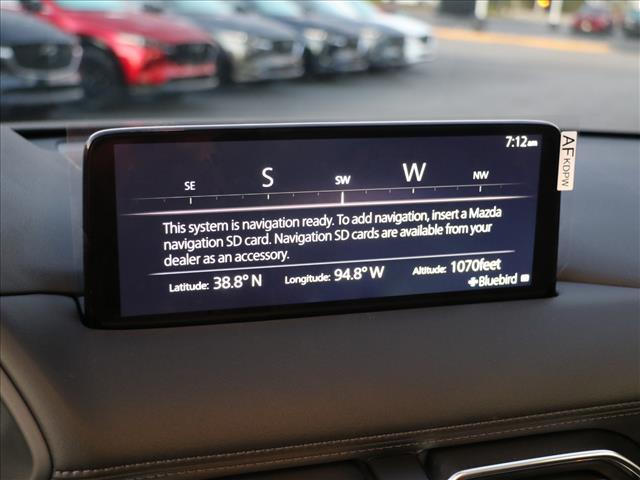 7:12am
SE S SW W NW
This system is navigation ready. To add navigation, insert a Mazda
navigation SD card. Navigation SD cards are available from your
dealer as an accessory.
Latitude: 38.8° N Longitude: 94.8° W Altitude: 1070feet
Bluebird
AF
KDPW